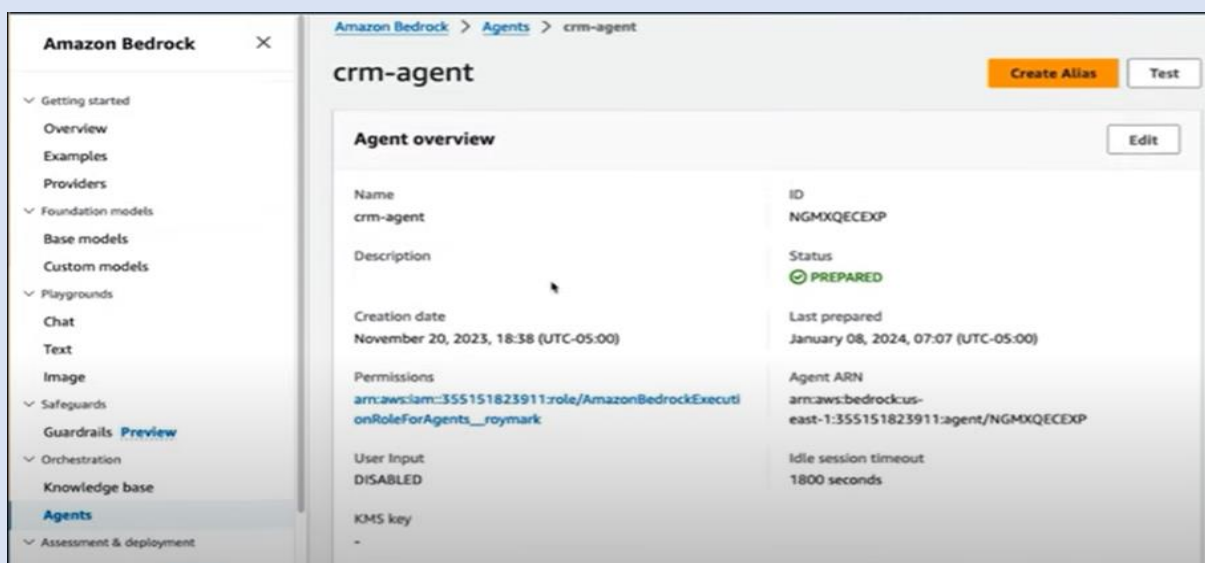 Amazon Bedrock
Getting started
Overview
Examples
Providers
Foundation models
Base models
Custom models
Playgrounds
Chat
Text
Image
Safeguards
Guardrails Preview
Orchestration
Knowledge base
Agents
Assessment & deployment
Amazon Bedrock > Agents > crm-agent
crm-agent
Create Alias
Test
Agent overview
Edit
Name
crm-agent
ID
NGMXQECEXP
Description
Status
PREPARED
Creation date
November 20, 2023, 18:38 (UTC-05:00)
Last prepared
January 08, 2024, 07:07 (UTC-05:00)
Permissions
arn:aws:iam::355151823911:role/AmazonBedrockExecuti
onRoleForAgents__roymark
Agent ARN
arn:aws:bedrock:us-
east-1:355151823911:agent/NGMXQECEXP
User Input
DISABLED
Idle session timeout
1800 seconds
KMS key
-